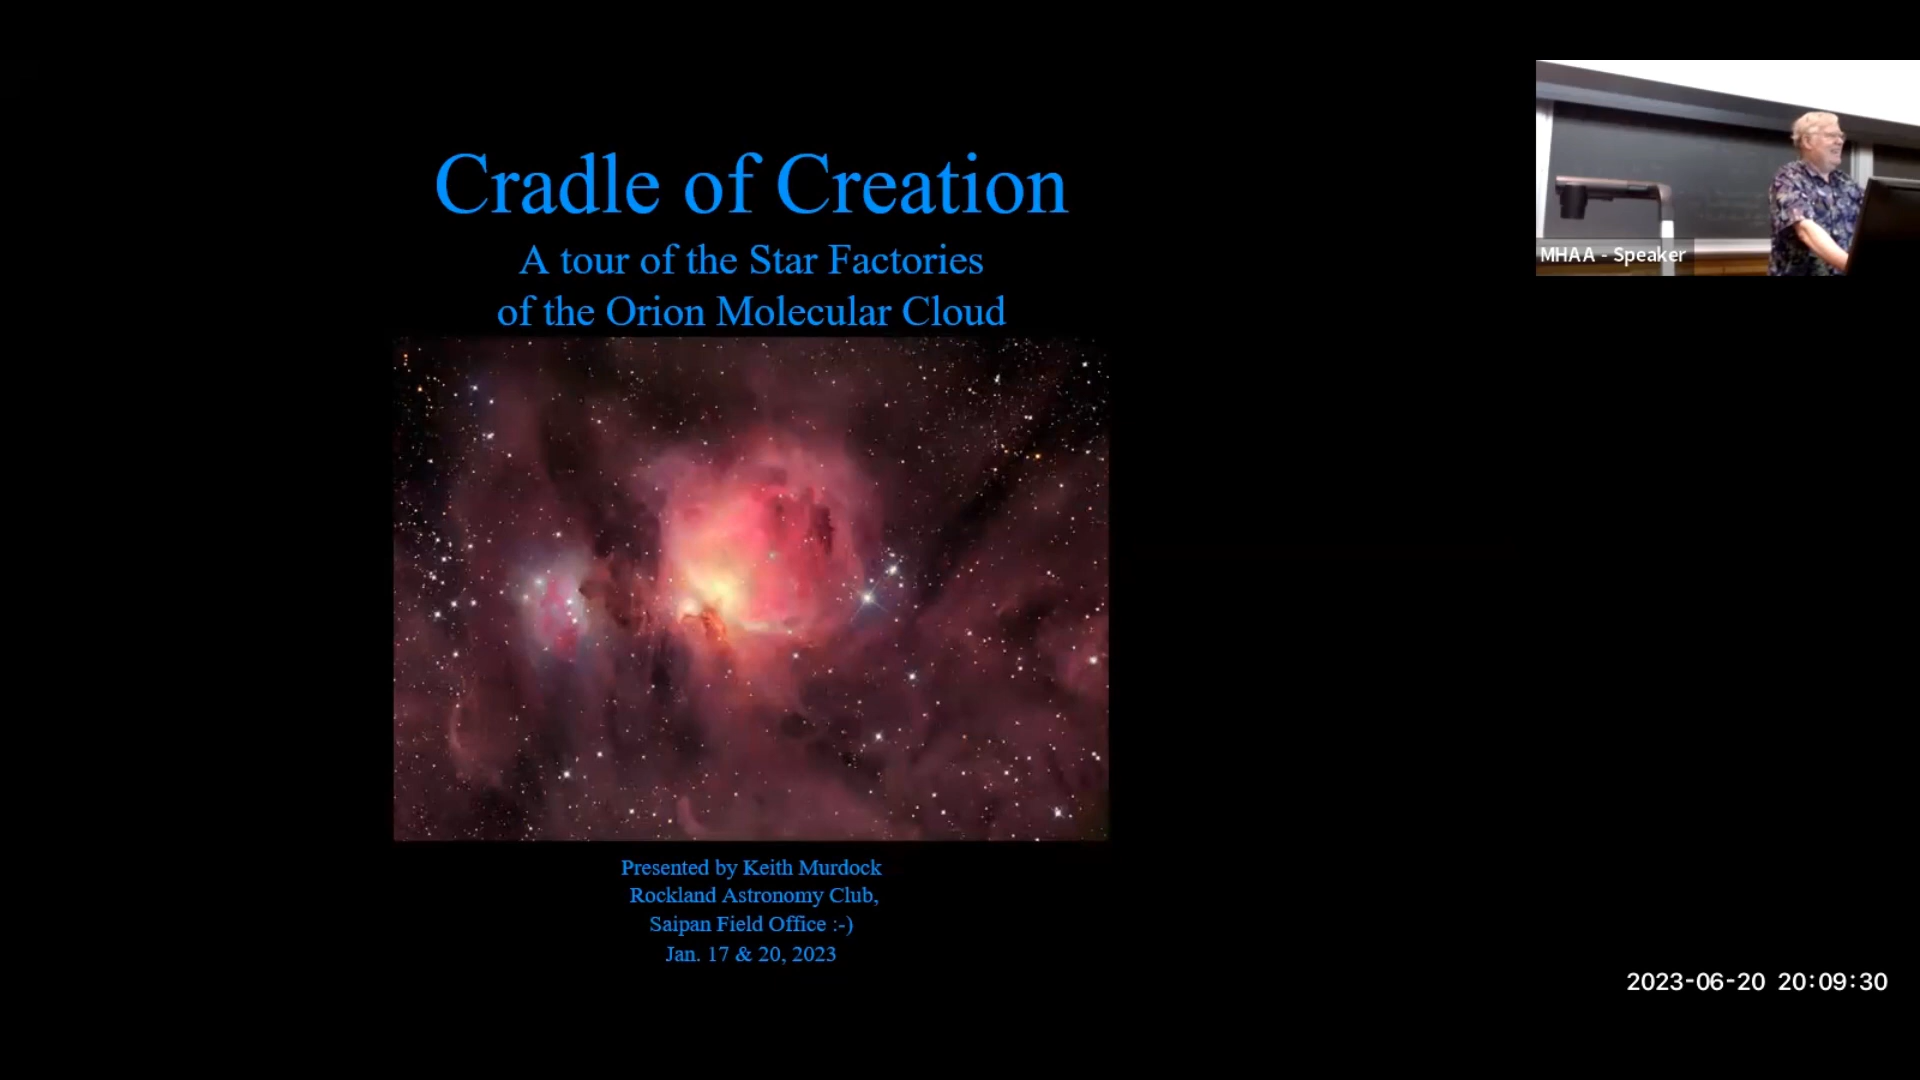 Cradle of Creation
A tour of the Star Factories
of the Orion Molecular Cloud
Presented by Keith Murdock
Rockland Astronomy Club,
Saipan Field Office :-)
Jan. 17 & 20, 2023
MHAA - Speaker
2023-06-20 20:09:30